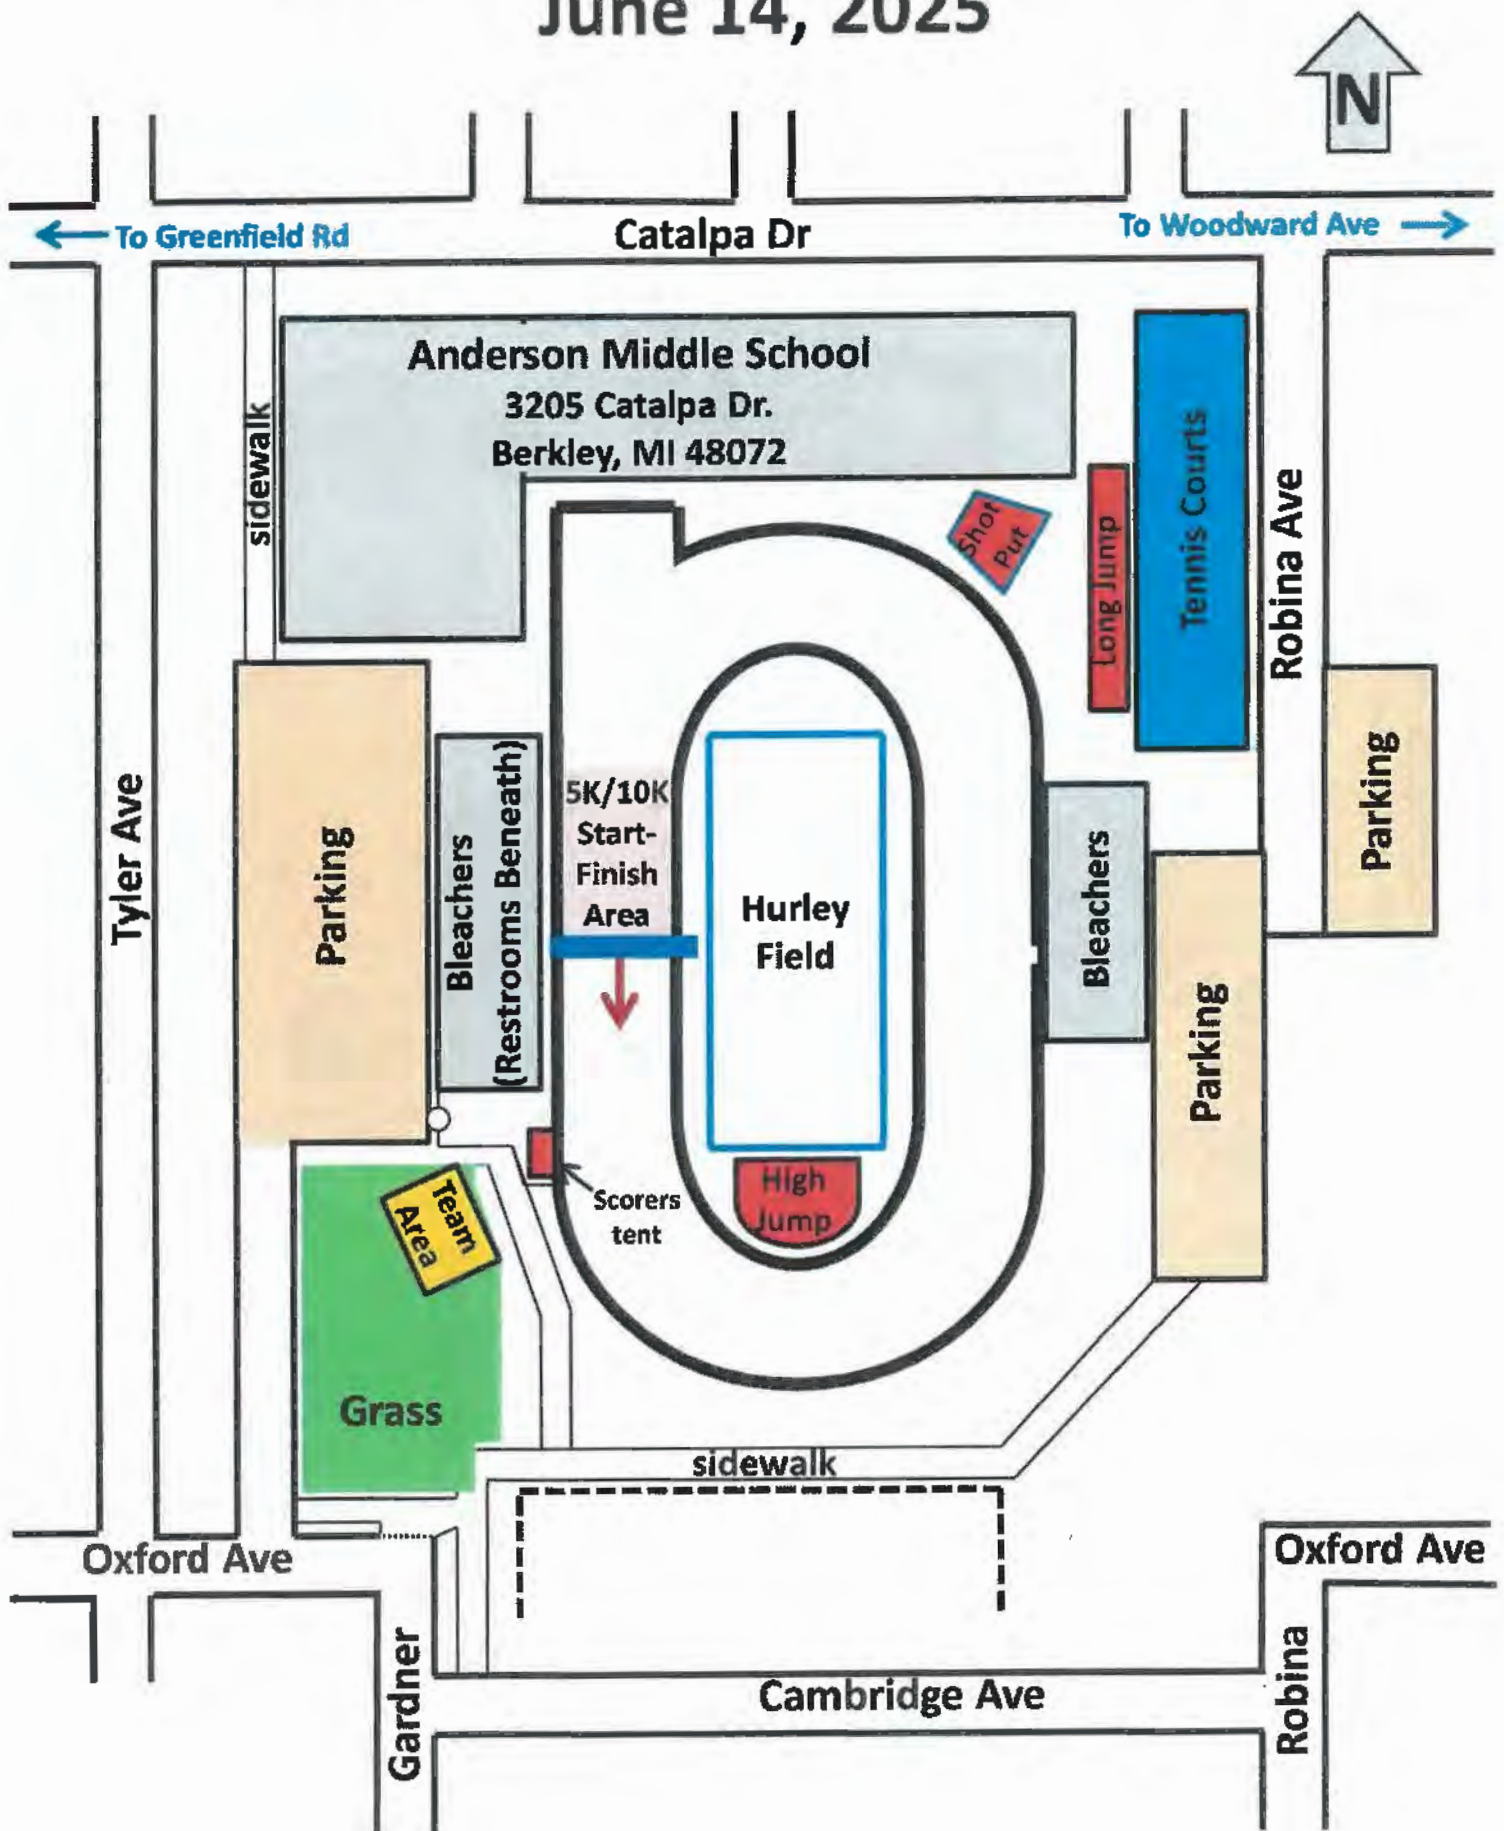 June 14, 2025
N
To Greenfield Rd
Catalpa Dr
To Woodward Ave
Anderson Middle School
3205 Catalpa Dr.
Berkley, MI 48072
sidewalk
Shot
Put
Long Jump
Tennis Courts
Robina Ave
Tyler Ave
Parking
Bleachers
(Restrooms Beneath)
5K/10K
Start-
Finish
Area
Hurley
Field
Bleachers
Parking
Parking
High
Jump
Scorers
tent
Team
Area
Grass
sidewalk
Oxford Ave
Oxford Ave
Gardner
Cambridge Ave
Robina